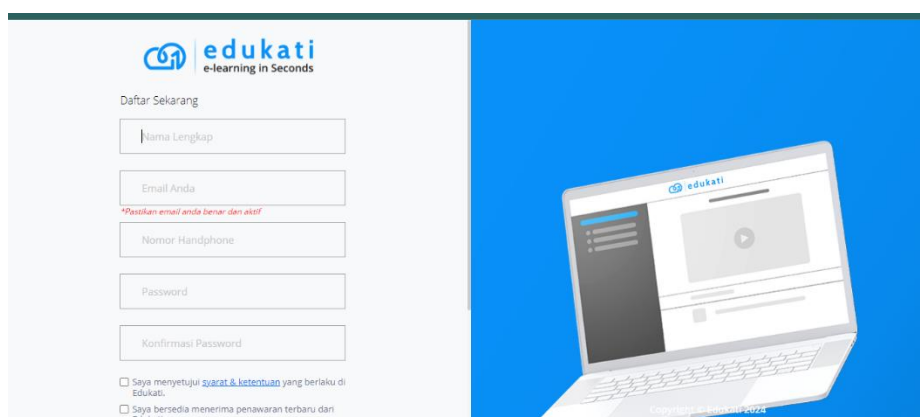 edukati
e-learning in Seconds
Daftar Sekarang
Nama Lengkap
Email Anda
*Pastikan email anda benar dan aktif
Nomor Handphone
Password
Konfirmasi Password
Saya menyetujui syarat & ketentuan yang berlaku di
Edukati.
Saya bersedia menerima penawaran terbaru dari
edukati
Copyright © Edukati 2024